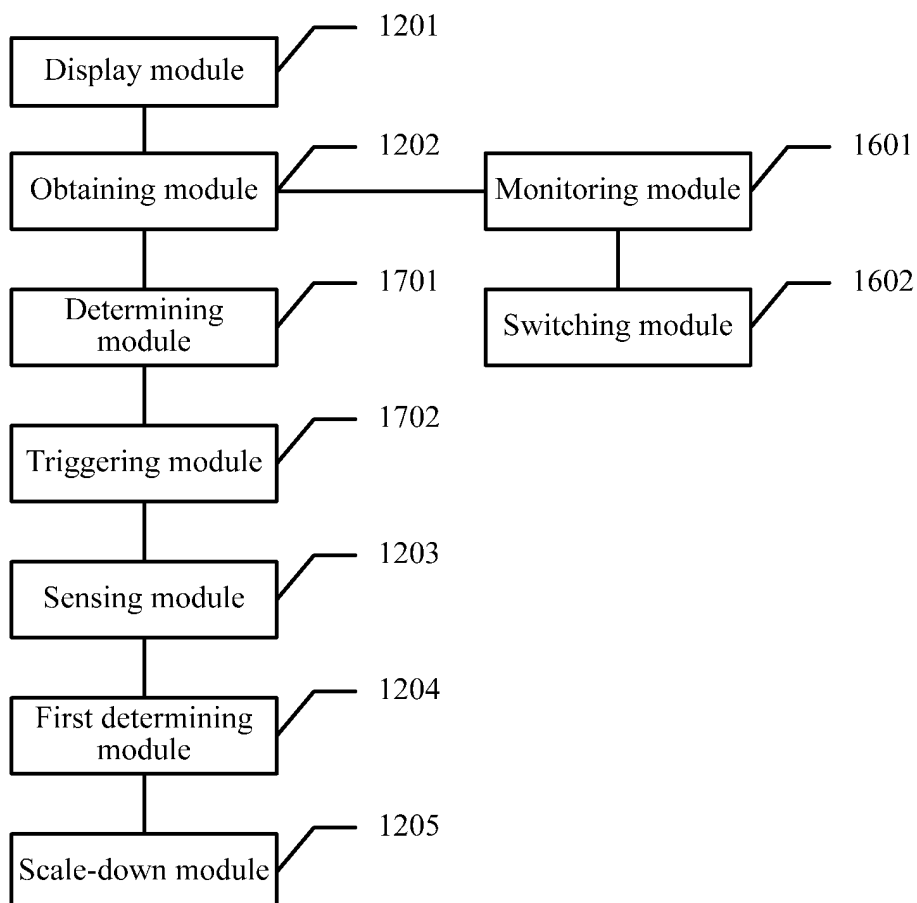 1201
Display module
1202
1601
Obtaining module
Monitoring module
1701
1602
Determining
module
Switching module
1702
Triggering module
1203
Sensing module
1204
First determining
module
1205
Scale-down module